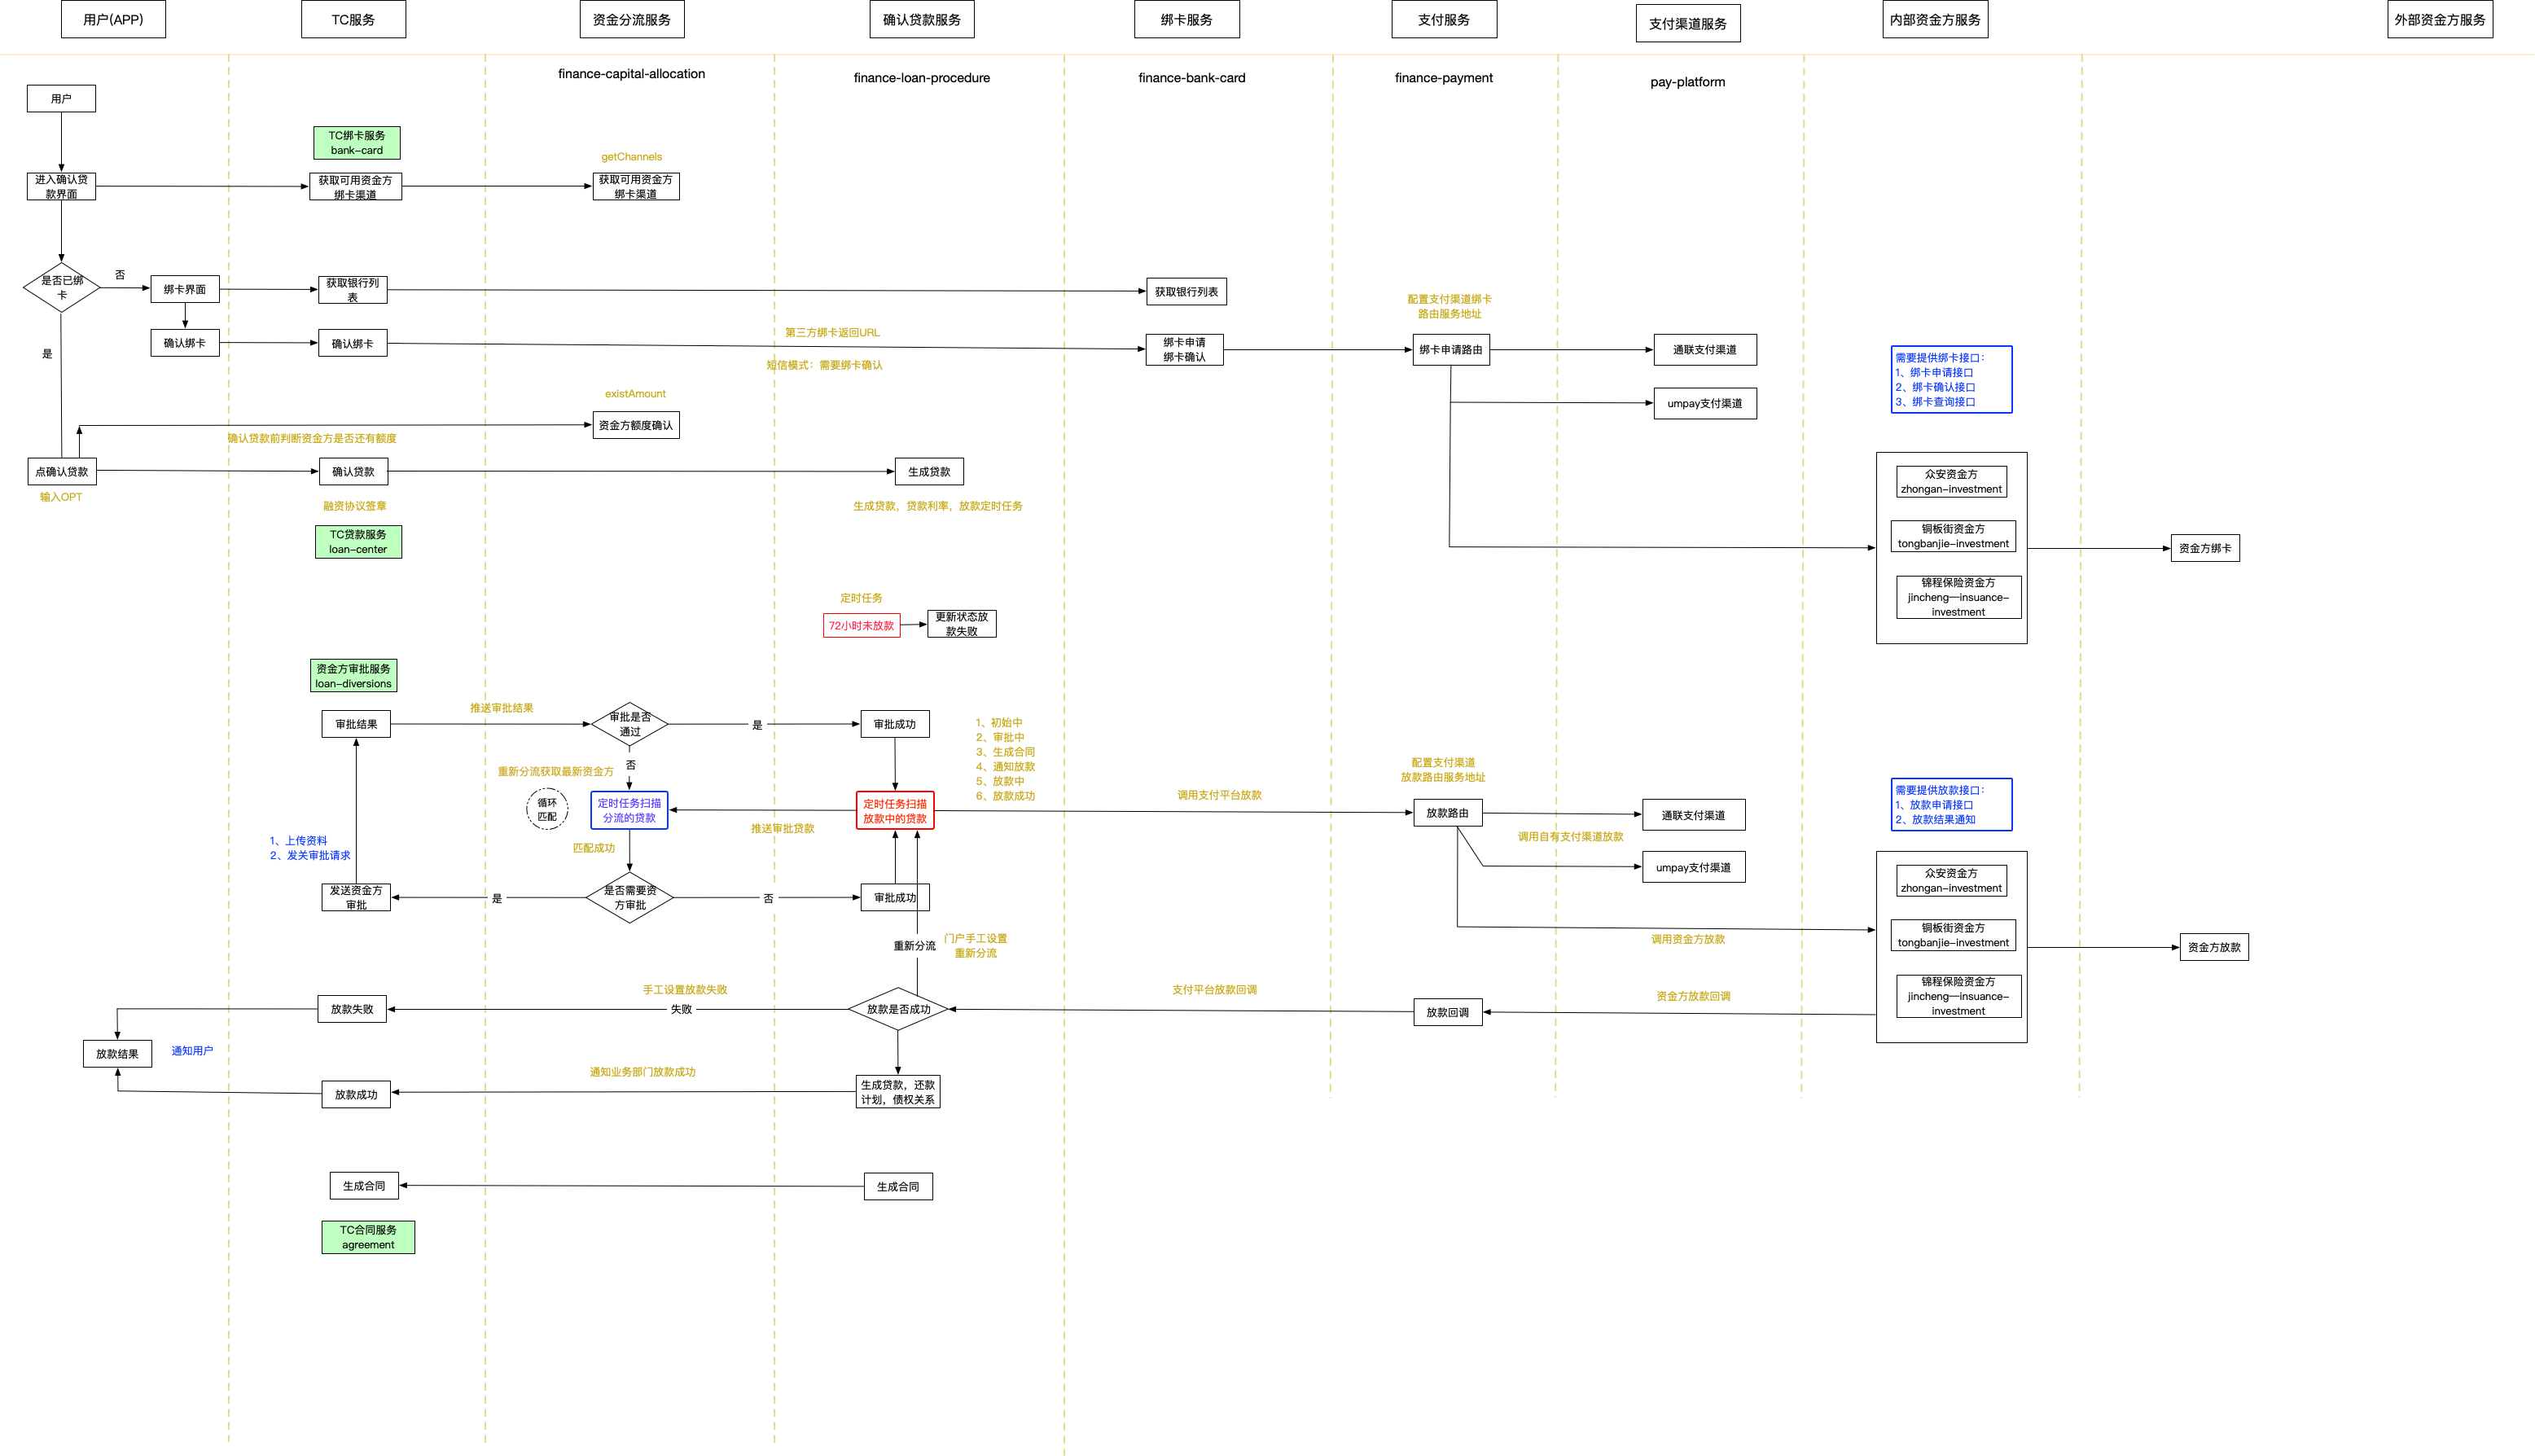 用户(APP)
TC服务
资金分流服务
确认贷款服务
绑卡服务
支付服务
支付渠道服务
内部资金方服务
外部资金方服务
finance-capital-allocation
finance-loan-procedure
finance-bank-card
finance-payment
pay-platform
用户
TC绑卡服务
bank-card
getChannels
进入确认贷
款界面
获取可用资金方
绑卡渠道
获取可用资金方
绑卡渠道
是否已绑
卡
否
绑卡界面
获取银行列
表
获取银行列表
配置支付渠道绑卡
路由服务地址
第三方绑卡返回URL
确认绑卡
确认绑卡
绑卡申请
绑卡确认
绑卡申请路由
通联支付渠道
是
短信模式：需要绑卡确认
需要提供绑卡接口：
1、绑卡申请接口
2、绑卡确认接口
3、绑卡查询接口
existAmount
umpay支付渠道
资金方额度确认
确认贷款前判断资金方是否还有额度
点确认贷款
确认贷款
生成贷款
输入OPT
融资协议签章
生成贷款，贷款利率，放款定时任务
众安资金方
zhongan-investment
TC贷款服务
loan-center
铜板街资金方
tongbanjie-investment
资金方绑卡
锦程保险资金方
jincheng—insuance-
investment
定时任务
72小时未放款
更新状态放
款失败
资金方审批服务
loan-diversions
推送审批结果
审批结果
审批是否
通过
是
审批成功
1、初始中
2、审批中
3、生成合同
4、通知放款
5、放款中
6、放款成功
否
重新分流获取最新资金方
配置支付渠道
放款路由服务地址
循环
匹配
定时任务扫描
分流的贷款
定时任务扫描
放款中的贷款
调用支付平台放款
放款路由
通联支付渠道
需要提供放款接口：
1、放款申请接口
2、放款结果通知
推送审批贷款
调用自有支付渠道放款
1、上传资料
2、发关审批请求
匹配成功
umpay支付渠道
发送资金方
审批
是
是否需要资
方审批
否
审批成功
众安资金方
zhongan-investment
重新分流
门户手工设置
重新分流
调用资金方放款
铜板街资金方
tongbanjie-investment
资金方放款
手工设置放款失败
支付平台放款回调
资金方放款回调
锦程保险资金方
jincheng—insuance-
investment
放款失败
失败
放款是否成功
放款回调
放款结果
通知用户
通知业务部门放款成功
放款成功
生成贷款，还款
计划，债权关系
生成合同
生成合同
TC合同服务
agreement